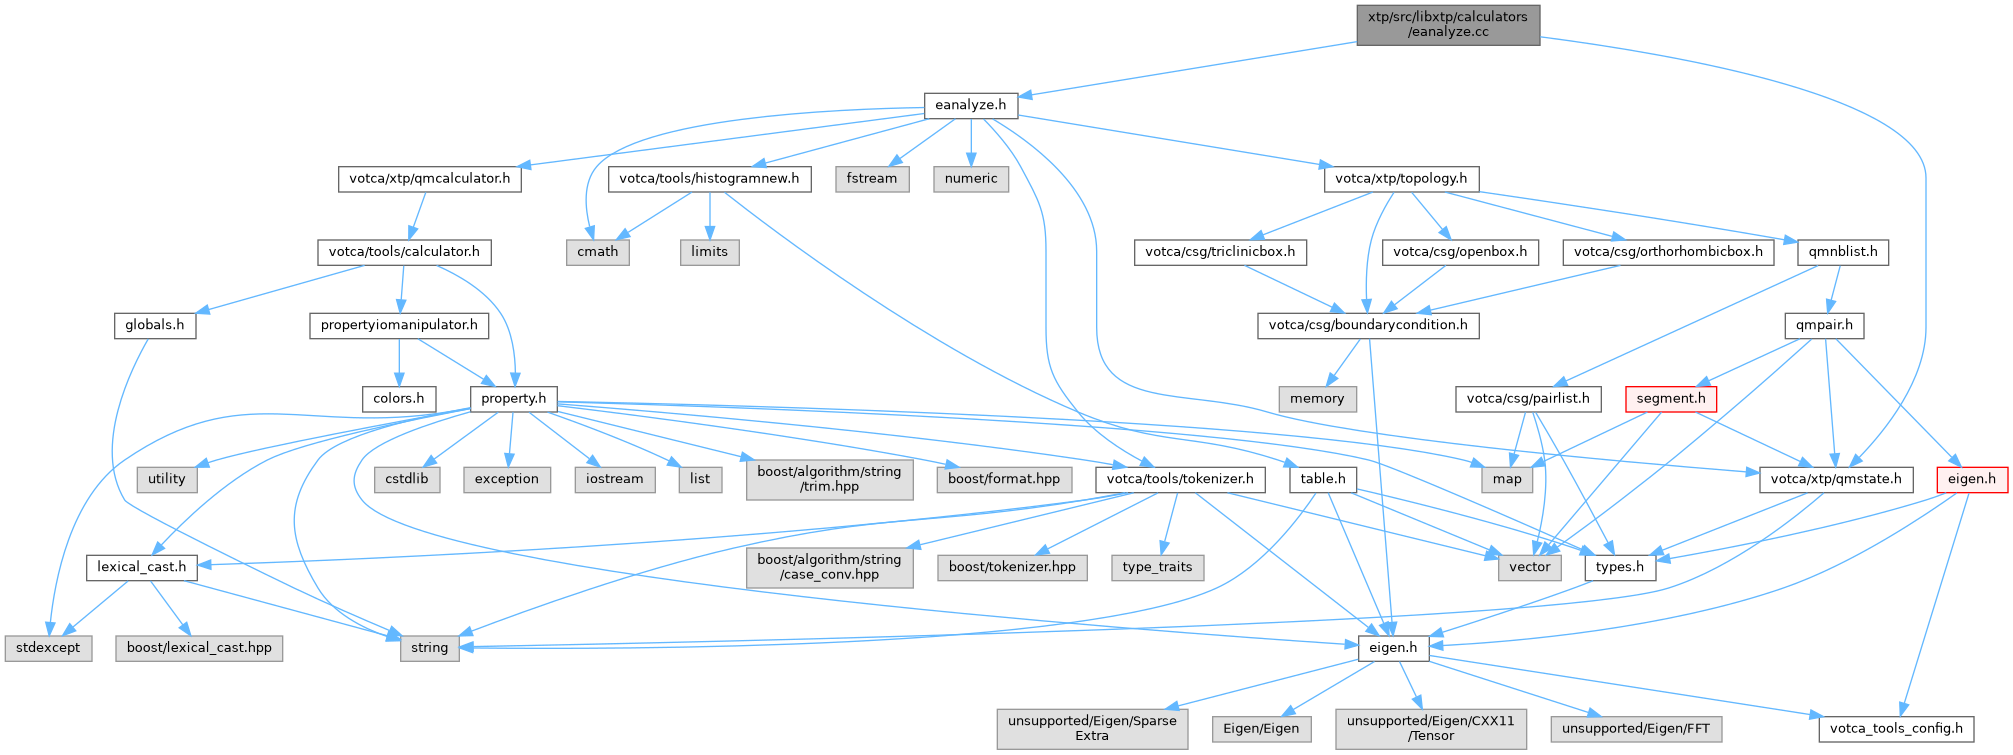 xtp/src/libxtp/calculators
/eanalyze.cc
eanalyze.h
votca/xtp/qmcalculator.h
votca/tools/histogramnew.h
fstream
numeric
votca/xtp/topology.h
votca/tools/calculator.h
cmath
limits
votca/csg/triclinicbox.h
votca/csg/openbox.h
votca/csg/orthorhombicbox.h
qmnblist.h
globals.h
propertyiomanipulator.h
votca/csg/boundarycondition.h
qmpair.h
colors.h
property.h
memory
votca/csg/pairlist.h
segment.h
utility
cstdlib
exception
iostream
list
boost/algorithm/string
/trim.hpp
boost/format.hpp
votca/tools/tokenizer.h
table.h
map
votca/xtp/qmstate.h
eigen.h
lexical_cast.h
boost/algorithm/string
/case_conv.hpp
boost/tokenizer.hpp
type_traits
vector
types.h
stdexcept
boost/lexical_cast.hpp
string
eigen.h
unsupported/Eigen/Sparse
Extra
Eigen/Eigen
unsupported/Eigen/CXX11
/Tensor
unsupported/Eigen/FFT
votca_tools_config.h